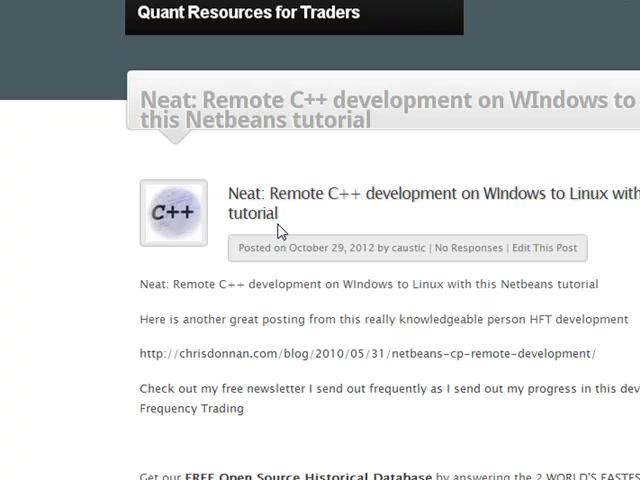 Quant Resources for Traders
Neat: Remote C++ development on WIndows to
this Netbeans tutorial
C++
Neat: Remote C++ development on WIndows to Linux with
tutorial
Posted on October 29, 2012 by caustic | No Responses | Edit This Post
Neat: Remote C++ development on WIndows to Linux with this Netbeans tutorial
Here is another great posting from this really knowledgeable person HFT development
http://chrisdonnan.com/blog/2010/05/31/netbeans-cp-remote-development/
Check out my free newsletter I send out frequently as I send out my progress in this dev
Frequency Trading
Get our FREE Open Source Historical Database by answering the 2 WORLD'S FASTES